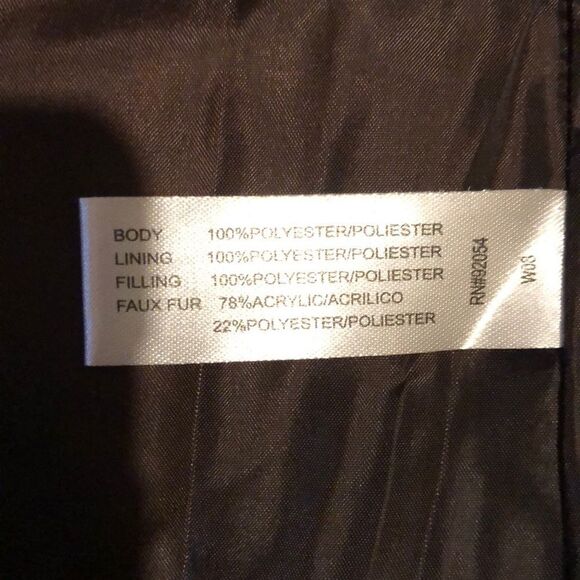 BODY 100%POLYESTER/POLIESTER
LINING 100%POLYESTER/POLIESTER
FILLING 100%POLYESTER/POLIESTER
FAUX FUR 78%ACRYLIC/ACRILICO
22%POLYESTER/POLIESTER
RN#92054
W08